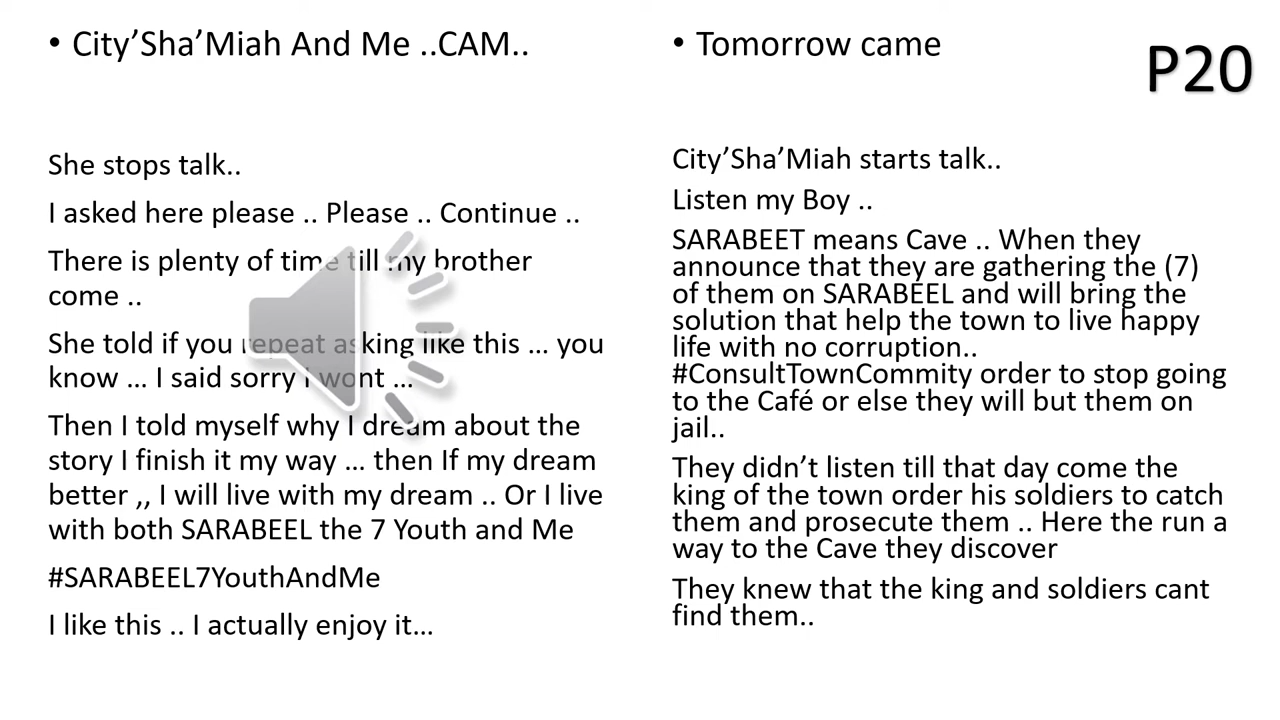 • City’Sha’Miah And Me ..CAM..
She stops talk..
I asked here please .. Please .. Continue ..
There is plenty of time till my brother
come ..
She told if you repeat asking like this … you
know … I said sorry I wont …
Then I told myself why I dream about the
story I finish it my way … then If my dream
better ,, I will live with my dream .. Or I live
with both SARABEEL the 7 Youth and Me
#SARABEEL7YouthAndMe
I like this .. I actually enjoy it…
• Tomorrow came
P20
City’Sha’Miah starts talk..
Listen my Boy ..
SARABEET means Cave .. When they
announce that they are gathering the (7)
of them on SARABEEL and will bring the
solution that help the town to live happy
life with no corruption..
#ConsultTownCommity order to stop going
to the Café or else they will but them on
jail..
They didn’t listen till that day come the
king of the town order his soldiers to catch
them and prosecute them .. Here the run a
way to the Cave they discover
They knew that the king and soldiers cant
find them..